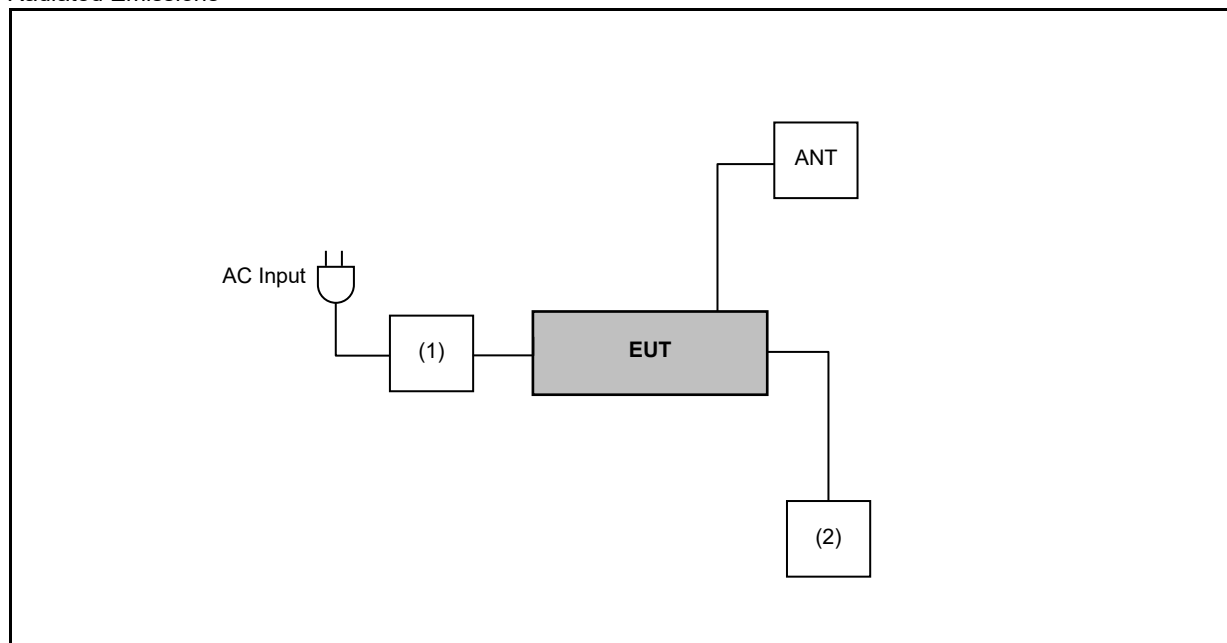 Radiated Emissions
ANT
AC Input
(1)
EUT
(2)